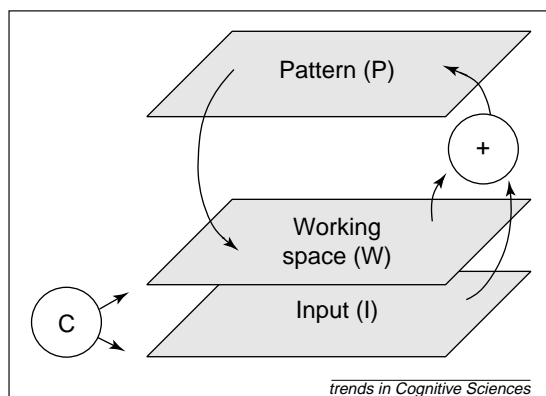 Pattern (P)
+
Working
space (W)
Input (I)
C
trends in Cognitive Sciences